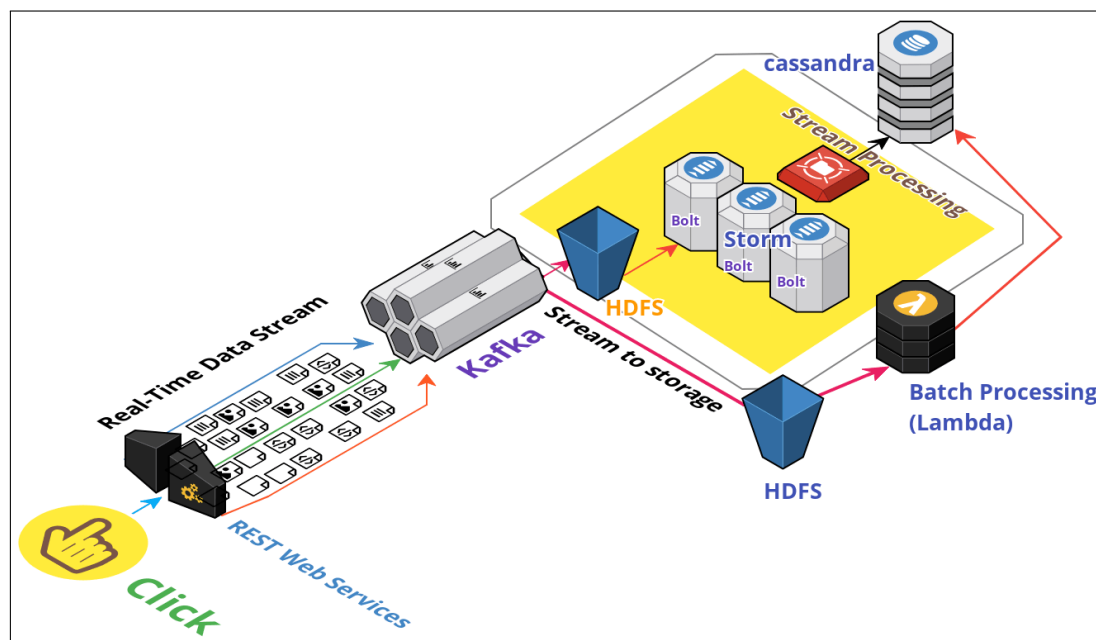 cassandra
Stream Processing
Bolt
Storm
Bolt
Bolt
HDFS
Real-Time Data Stream
Kafka
Stream to storage
Batch Processing
(Lambda)
HDFS
REST Web Services
Click